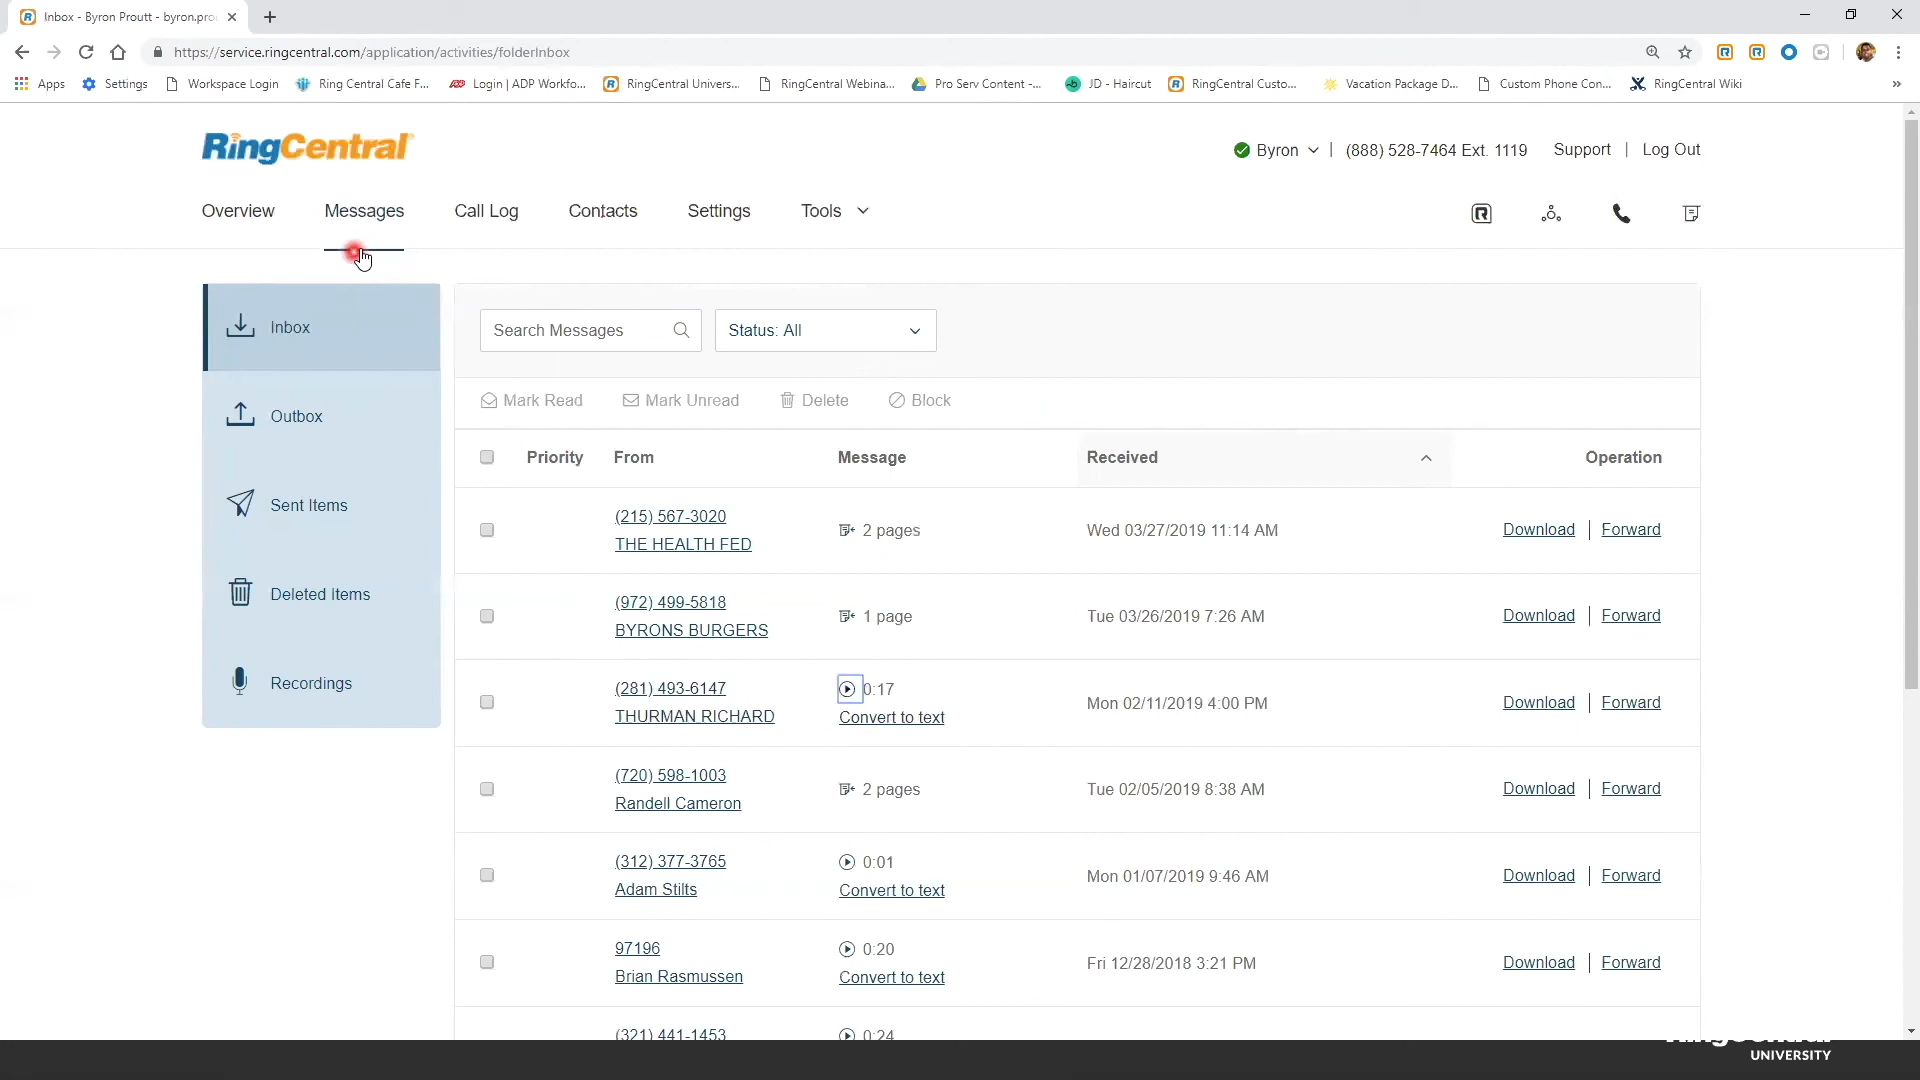 Inbox - Byron Proutt - byron.pro
https://service.ringcentral.com/application/activities/folderInbox
Apps Settings Workspace Login Ring Central Cafe F... Login | ADP Workfo... RingCentral Univers... RingCentral Webina... Pro Serv Content -... JD - Haircut RingCentral Custo... Vacation Package D... Custom Phone Con... RingCentral Wiki »
RingCentral
Byron | (888) 528-7464 Ext. 1119 Support | Log Out
Overview Messages Call Log Contacts Settings Tools
Inbox
Outbox
Sent Items
Deleted Items
Recordings
Search Messages Status: All
Mark Read Mark Unread Delete Block
Priority From Message Received Operation
(215) 567-3020
THE HEALTH FED
2 pages Wed 03/27/2019 11:14 AM Download | Forward
(972) 499-5818
BYRONS BURGERS
1 page Tue 03/26/2019 7:26 AM Download | Forward
(281) 493-6147
THURMAN RICHARD
0:17
Convert to text
Mon 02/11/2019 4:00 PM Download | Forward
(720) 598-1003
Randell Cameron
2 pages Tue 02/05/2019 8:38 AM Download | Forward
(312) 377-3765
Adam Stilts
0:01
Convert to text
Mon 01/07/2019 9:46 AM Download | Forward
97196
Brian Rasmussen
0:20
Convert to text
Fri 12/28/2018 3:21 PM Download | Forward
(321) 441-1453 0:24
RingCentral
UNIVERSITY